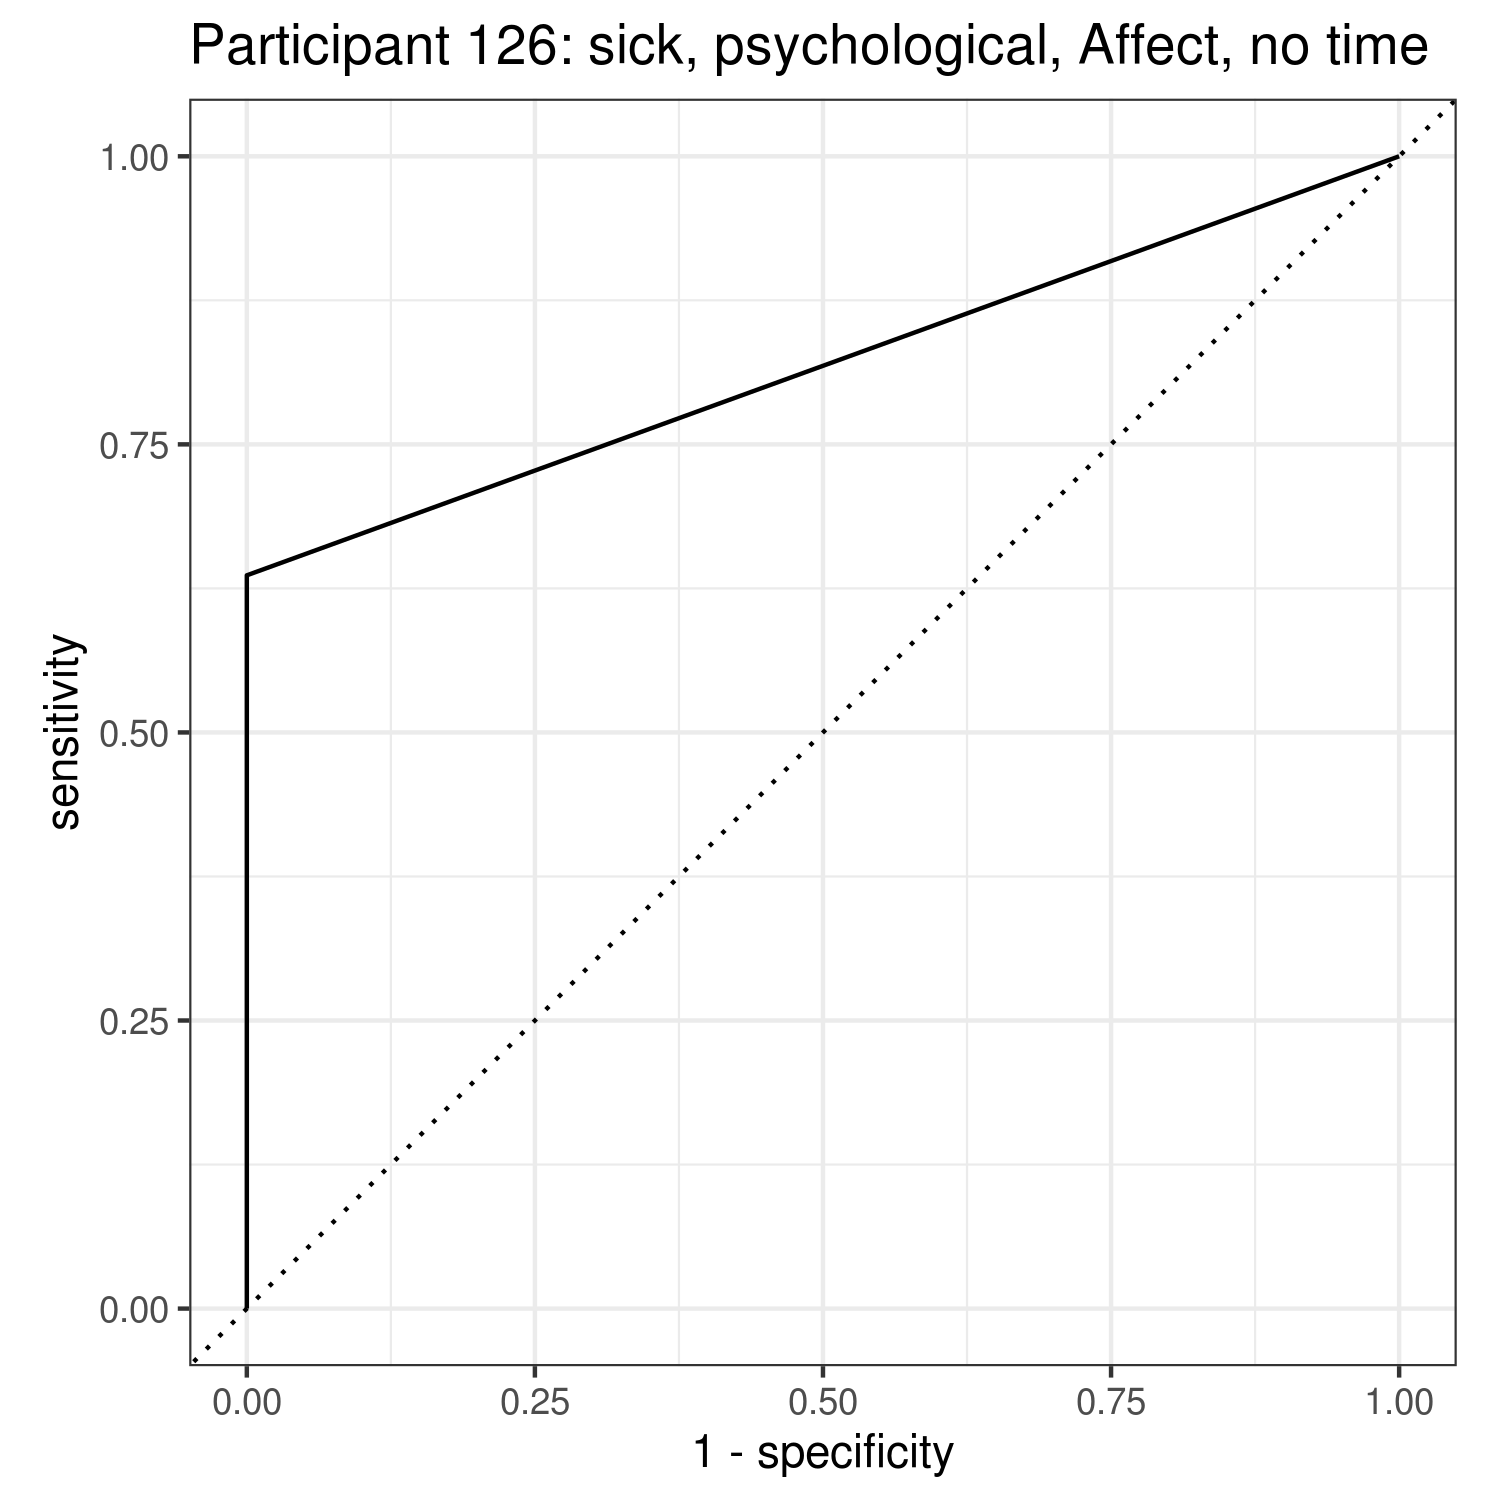 Participant 126: sick, psychological, Affect, no time
1.00
0.75
0.50
0.25
0.00
sensitivity
0.00 0.25 0.50 0.75 1.00
1 - specificity